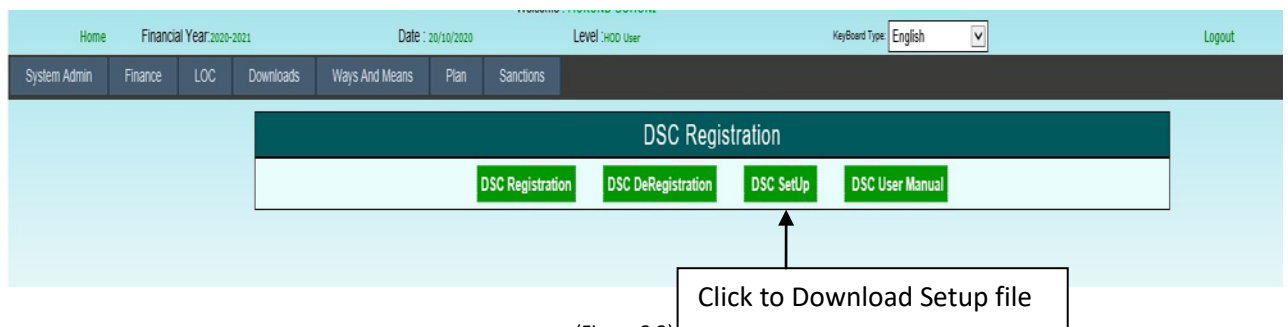 Home Financial Year:2020-2021 Date : 20/10/2020 Level :HOD User KeyBoard Type: English Logout
System Admin Finance LOC Downloads Ways And Means Plan Sanctions
DSC Registration
DSC Registration DSC DeRegistration DSC SetUp DSC User Manual
Click to Download Setup file